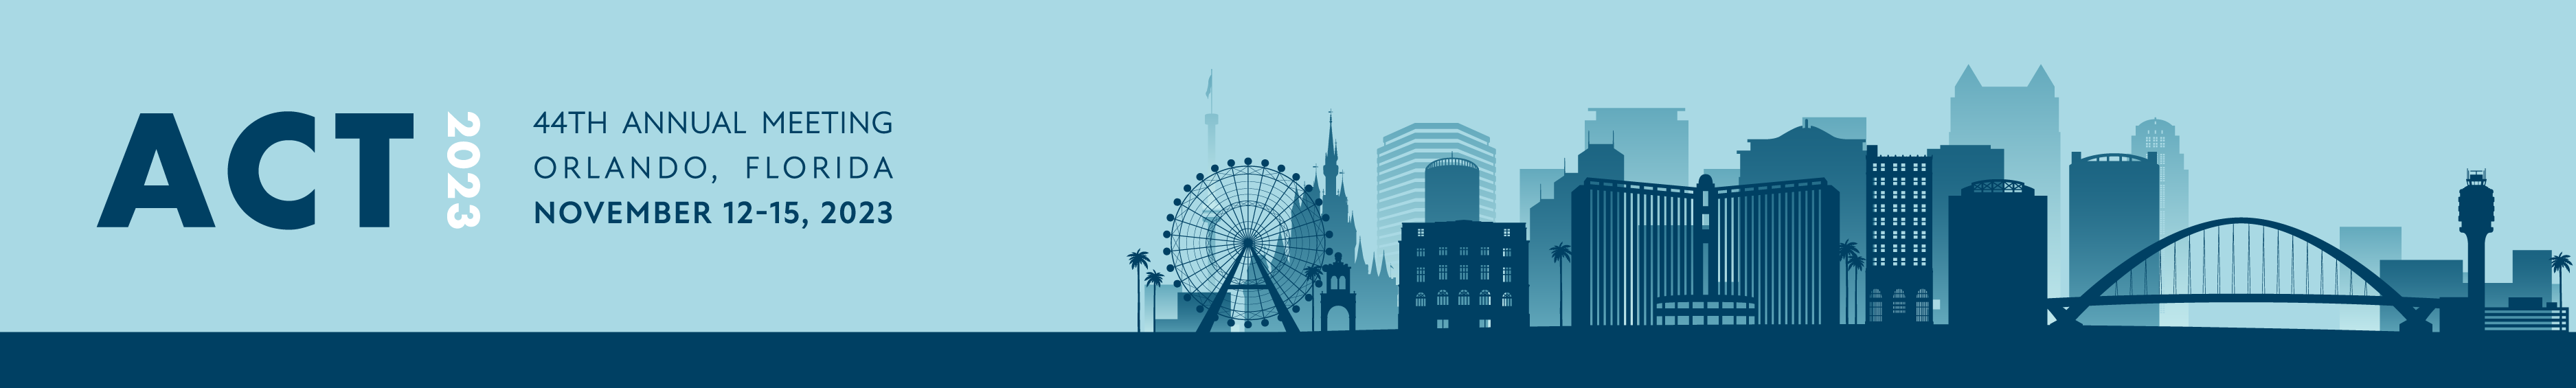 ACT
2023
44TH ANNUAL MEETING
ORLANDO, FLORIDA
NOVEMBER 12-15, 2023